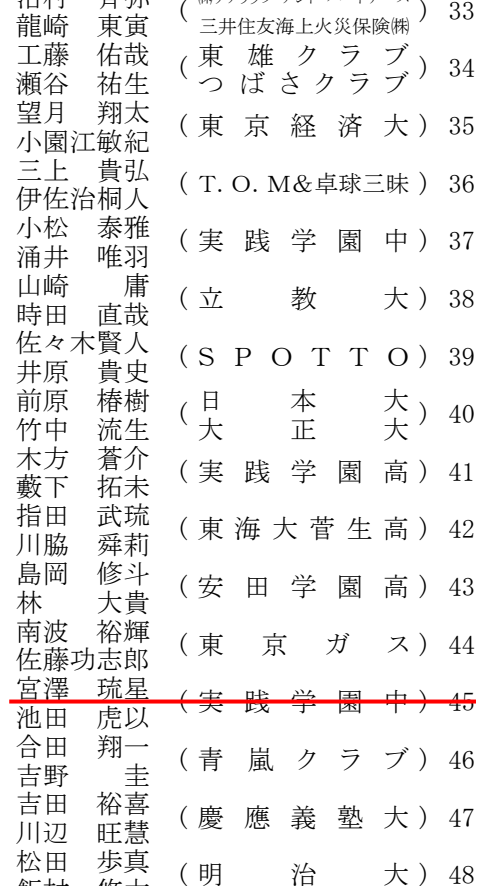 龍崎 東寅 三井住友海上火災保険㈱ 33
工藤 佑哉 (東雄クラブ
瀬谷 祐生 つばさクラブ) 34
望月 翔太
小園江敏紀 (東京経済大) 35
三上 貴弘
伊佐治桐人 (T.O.M&卓球三昧) 36
小松 泰雅
涌井 唯羽 (実践学園中) 37
山崎 庸
時田 直哉 (立教大) 38
佐々木賢人
井原 貴史 (SPOTTO) 39
前原 椿樹 (日本大
竹中 流生 大正大) 40
木方 蒼介
藪下 拓未 (実践学園高) 41
指田 武琉
川脇 舜莉 (東海大菅生高) 42
島岡 修斗
林 大貴 (安田学園高) 43
南波 裕輝
佐藤功志郎 (東京ガス) 44
宮澤 琉星
池田 虎以 (実践学園中) 45
合田 翔一
吉野 圭 (青嵐クラブ) 46
吉田 裕喜
川辺 旺慧 (慶應義塾大) 47
松田 歩真
(明治大) 48